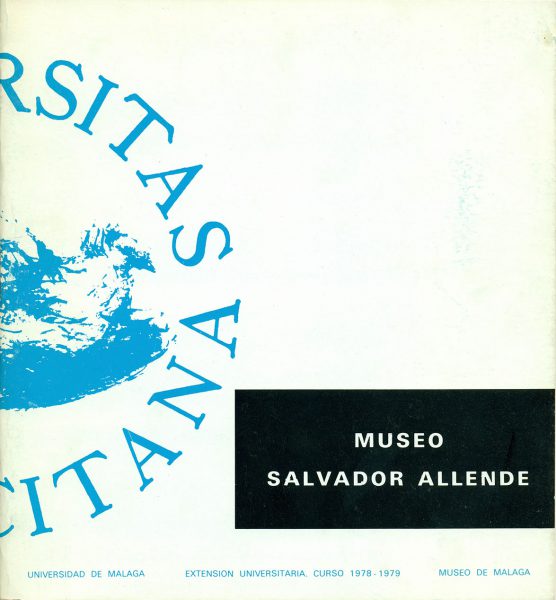 RSITAS
CITANA
MUSEO
SALVADOR ALLENDE
UNIVERSIDAD DE MALAGA EXTENSION UNIVERSITARIA. CURSO 1978-1979 MUSEO DE MALAGA